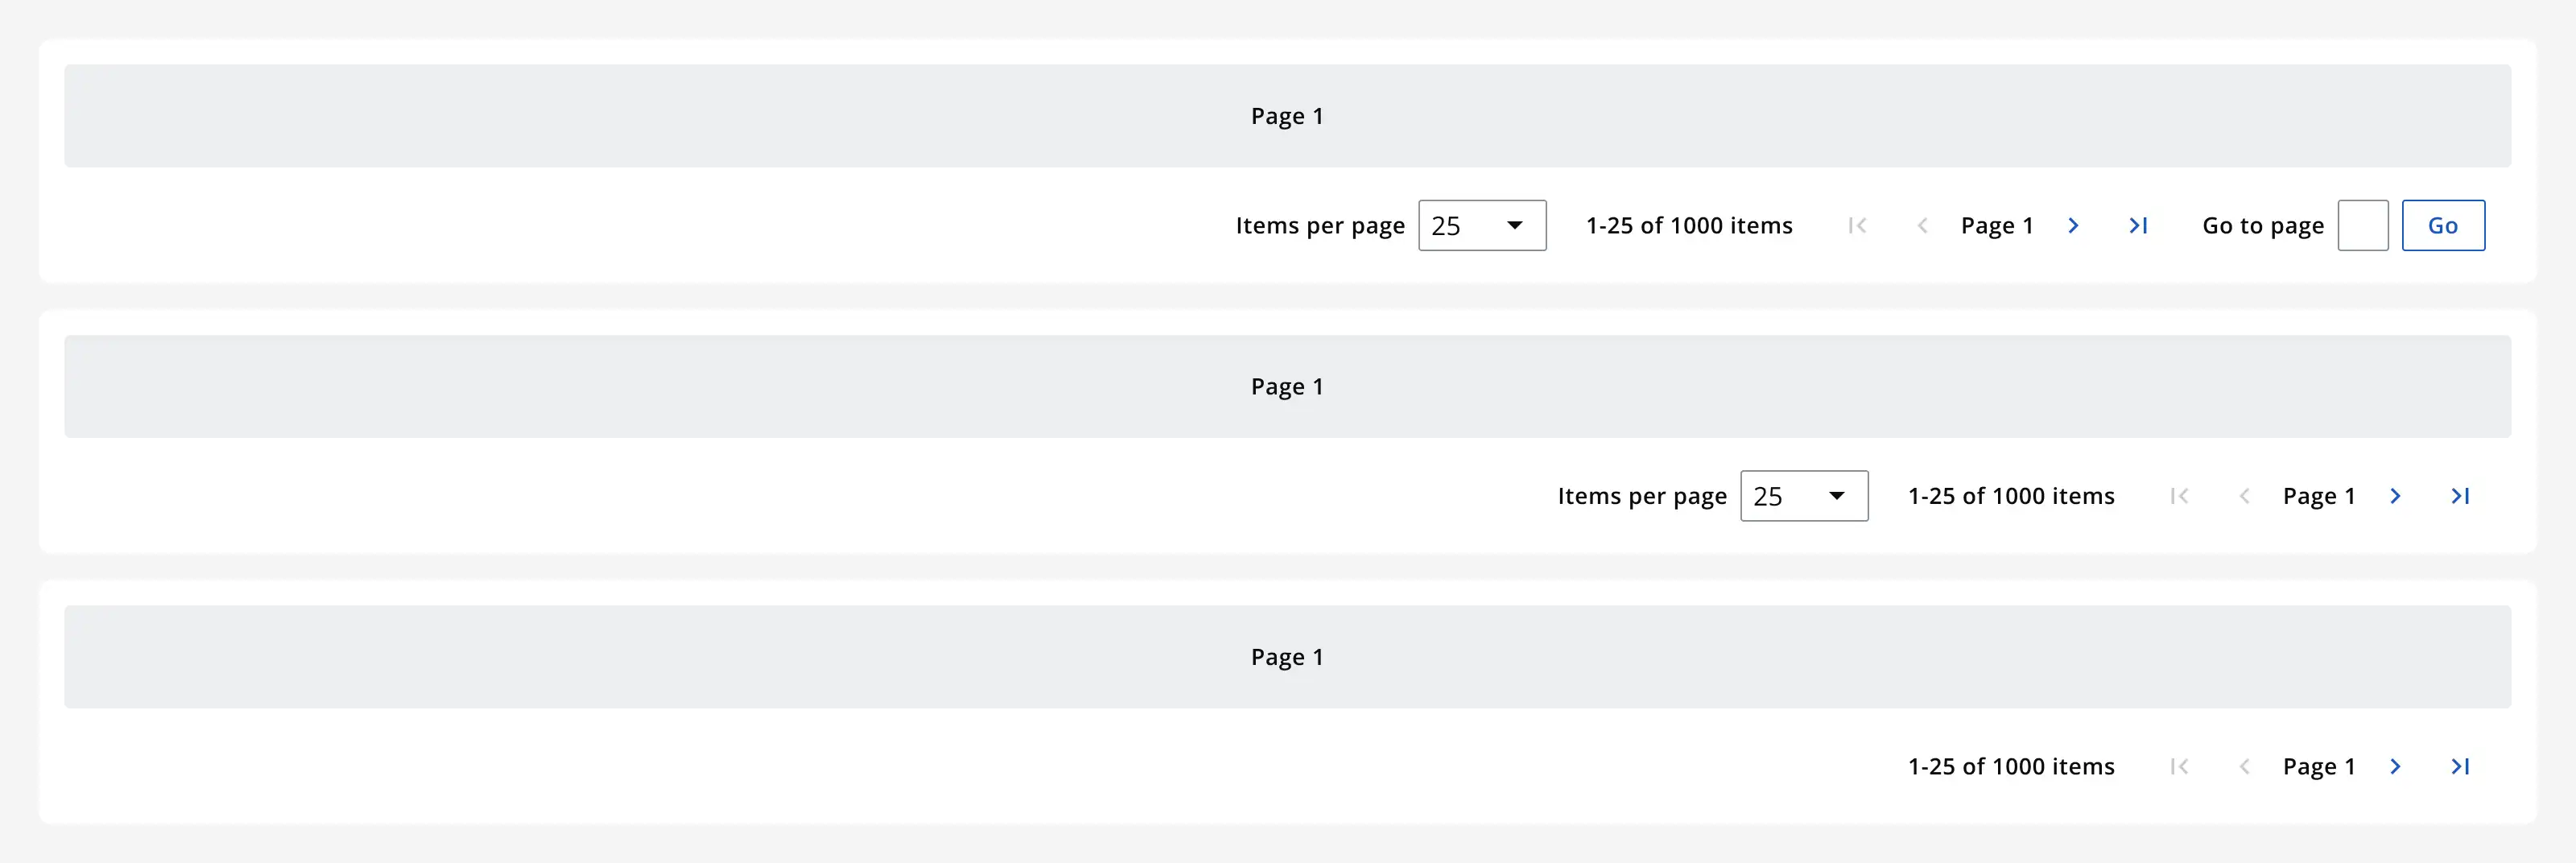 Page 1
Items per page 25 1-25 of 1000 items Page 1 Go to page Go
Page 1
Items per page 25 1-25 of 1000 items Page 1
Page 1
1-25 of 1000 items Page 1